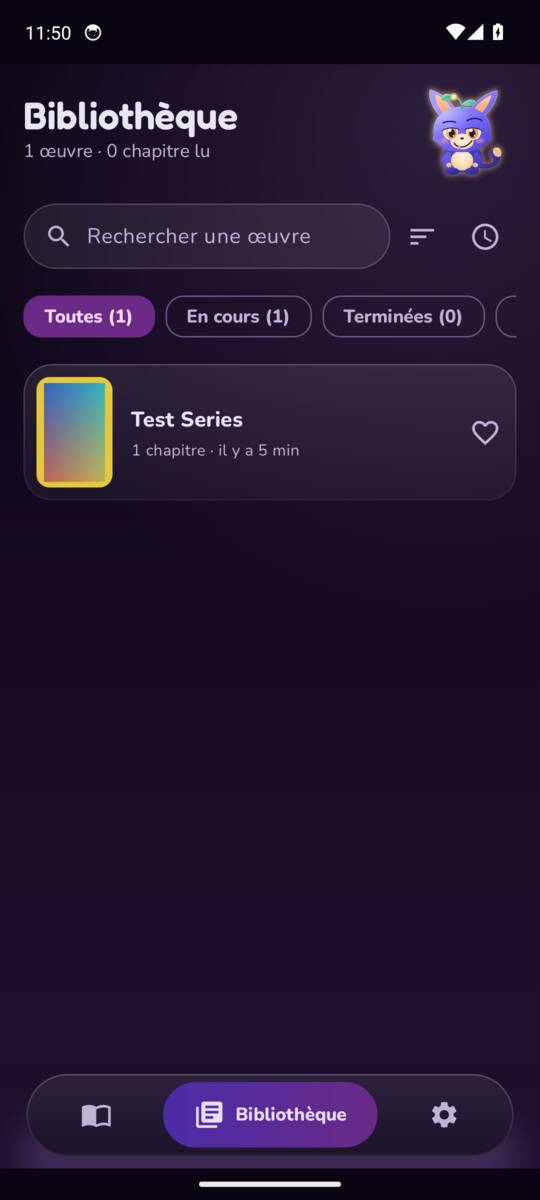 11:50
Bibliothèque
1 œuvre · 0 chapitre lu
Rechercher une œuvre
Toutes (1)
En cours (1)
Terminées (0)
Test Series
1 chapitre · il y a 5 min
Bibliothèque